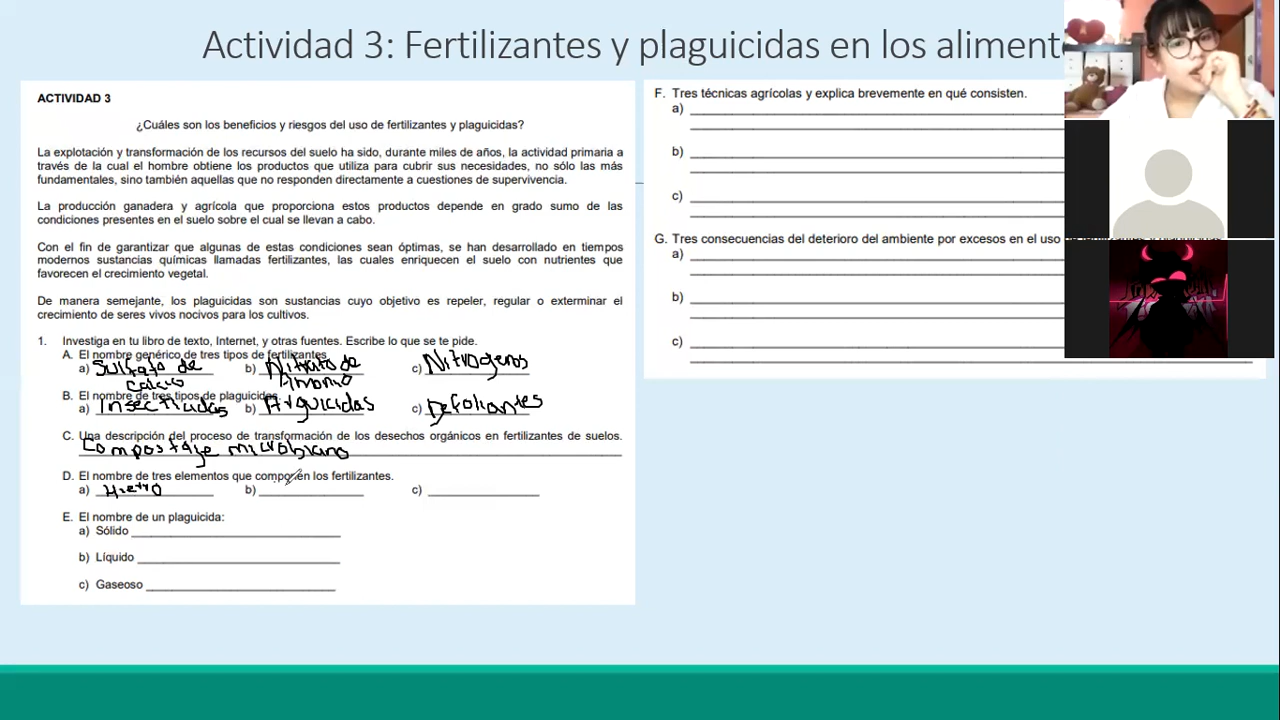 Actividad 3: Fertilizantes y plaguicidas en los aliment
ACTIVIDAD 3
¿Cuáles son los beneficios y riesgos del uso de fertilizantes y plaguicidas?
La explotación y transformación de los recursos del suelo ha sido, durante miles de años, la actividad primaria a
través de la cual el hombre obtiene los productos que utiliza para cubrir sus necesidades, no sólo las más
fundamentales, sino también aquellas que no responden directamente a cuestiones de supervivencia.
La producción ganadera y agrícola que proporciona estos productos depende en grado sumo de las
condiciones presentes en el suelo sobre el cual se llevan a cabo.
Con el fin de garantizar que algunas de estas condiciones sean óptimas, se han desarrollado en tiempos
modernos sustancias químicas llamadas fertilizantes, las cuales enriquecen el suelo con nutrientes que
favorecen el crecimiento vegetal.
De manera semejante, los plaguicidas son sustancias cuyo objetivo es repeler, regular o exterminar el
crecimiento de seres vivos nocivos para los cultivos.
1. Investiga en tu libro de texto, Internet, y otras fuentes. Escribe lo que se te pide.
A. El nombre genérico de tres tipos de fertilizantes.
a) Sulfato de b) Nitrato de c) Nitrogenos
calcio Amonio
B. El nombre de tres tipos de plaguicidas.
a) Insecticidas b) c) Defoliantes
C. Una descripción del proceso de transformación de los desechos orgánicos en fertilizantes de suelos.
Compostaje microbiano
D. El nombre de tres elementos que componen los fertilizantes.
a) Hierro b) c)
E. El nombre de un plaguicida:
a) Sólido
b) Líquido
c) Gaseoso
F. Tres técnicas agrícolas y explica brevemente en qué consisten.
a)
b)
c)
G. Tres consecuencias del deterioro del ambiente por excesos en el uso
a)
b)
c)